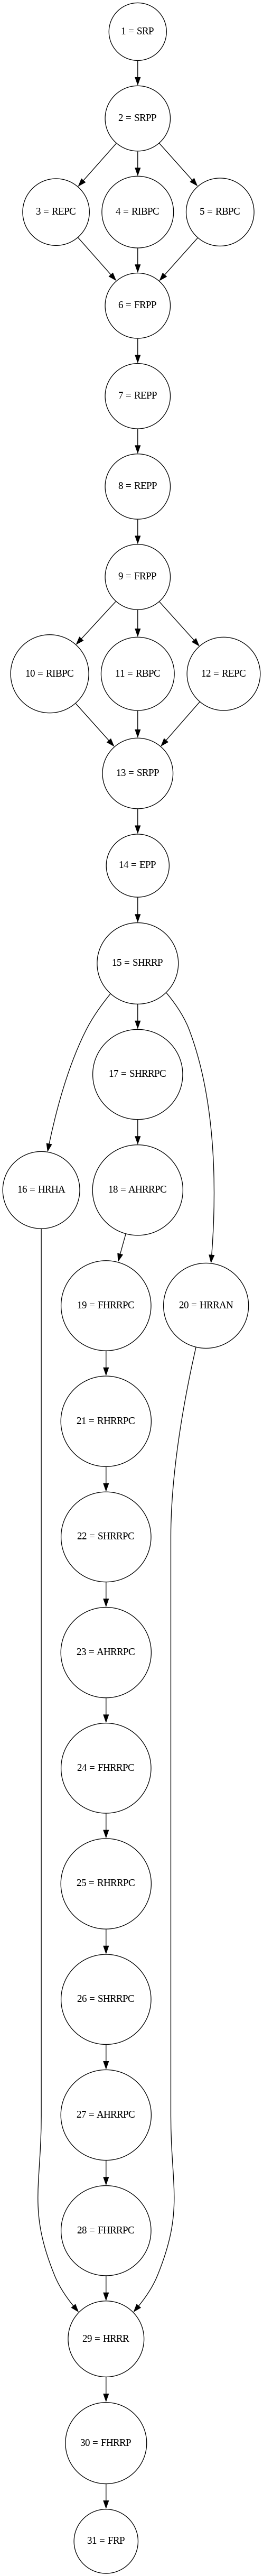 1 = SRP
2 = SRPP
3 = REPC
4 = RIBPC
5 = RBPC
6 = FRPP
7 = REPP
8 = REPP
9 = FRPP
10 = RIBPC
11 = RBPC
12 = REPC
13 = SRPP
14 = EPP
15 = SHRRP
17 = SHRRPC
16 = HRHA
18 = AHRRPC
19 = FHRRPC
20 = HRRAN
21 = RHRRPC
22 = SHRRPC
23 = AHRRPC
24 = FHRRPC
25 = RHRRPC
26 = SHRRPC
27 = AHRRPC
28 = FHRRPC
29 = HRRR
30 = FHRRP
31 = FRP